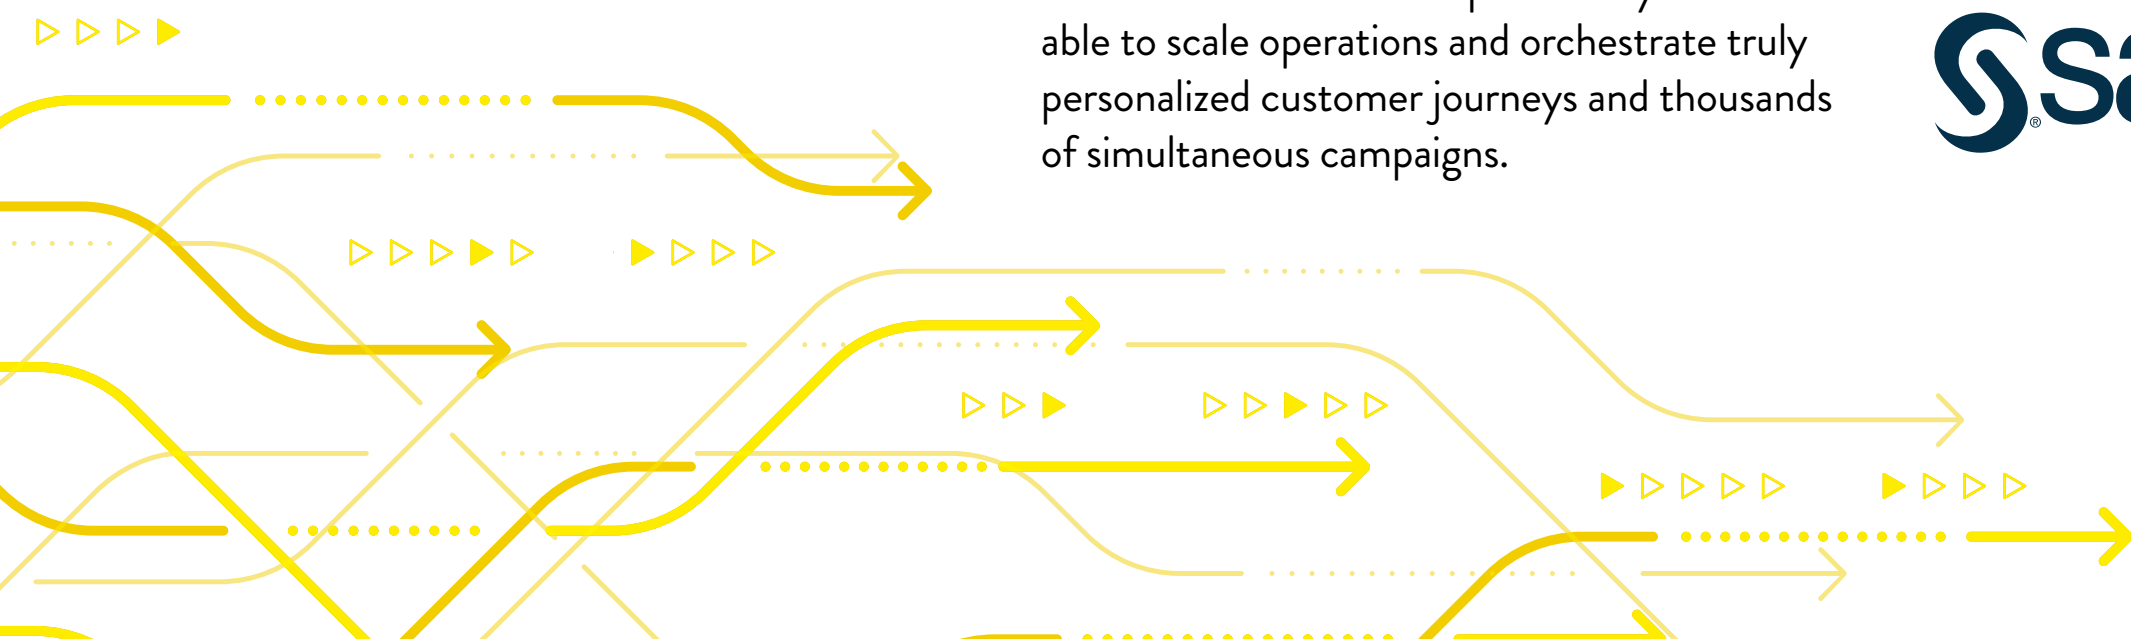 able to scale operations and orchestrate truly
personalized customer journeys and thousands
of simultaneous campaigns.